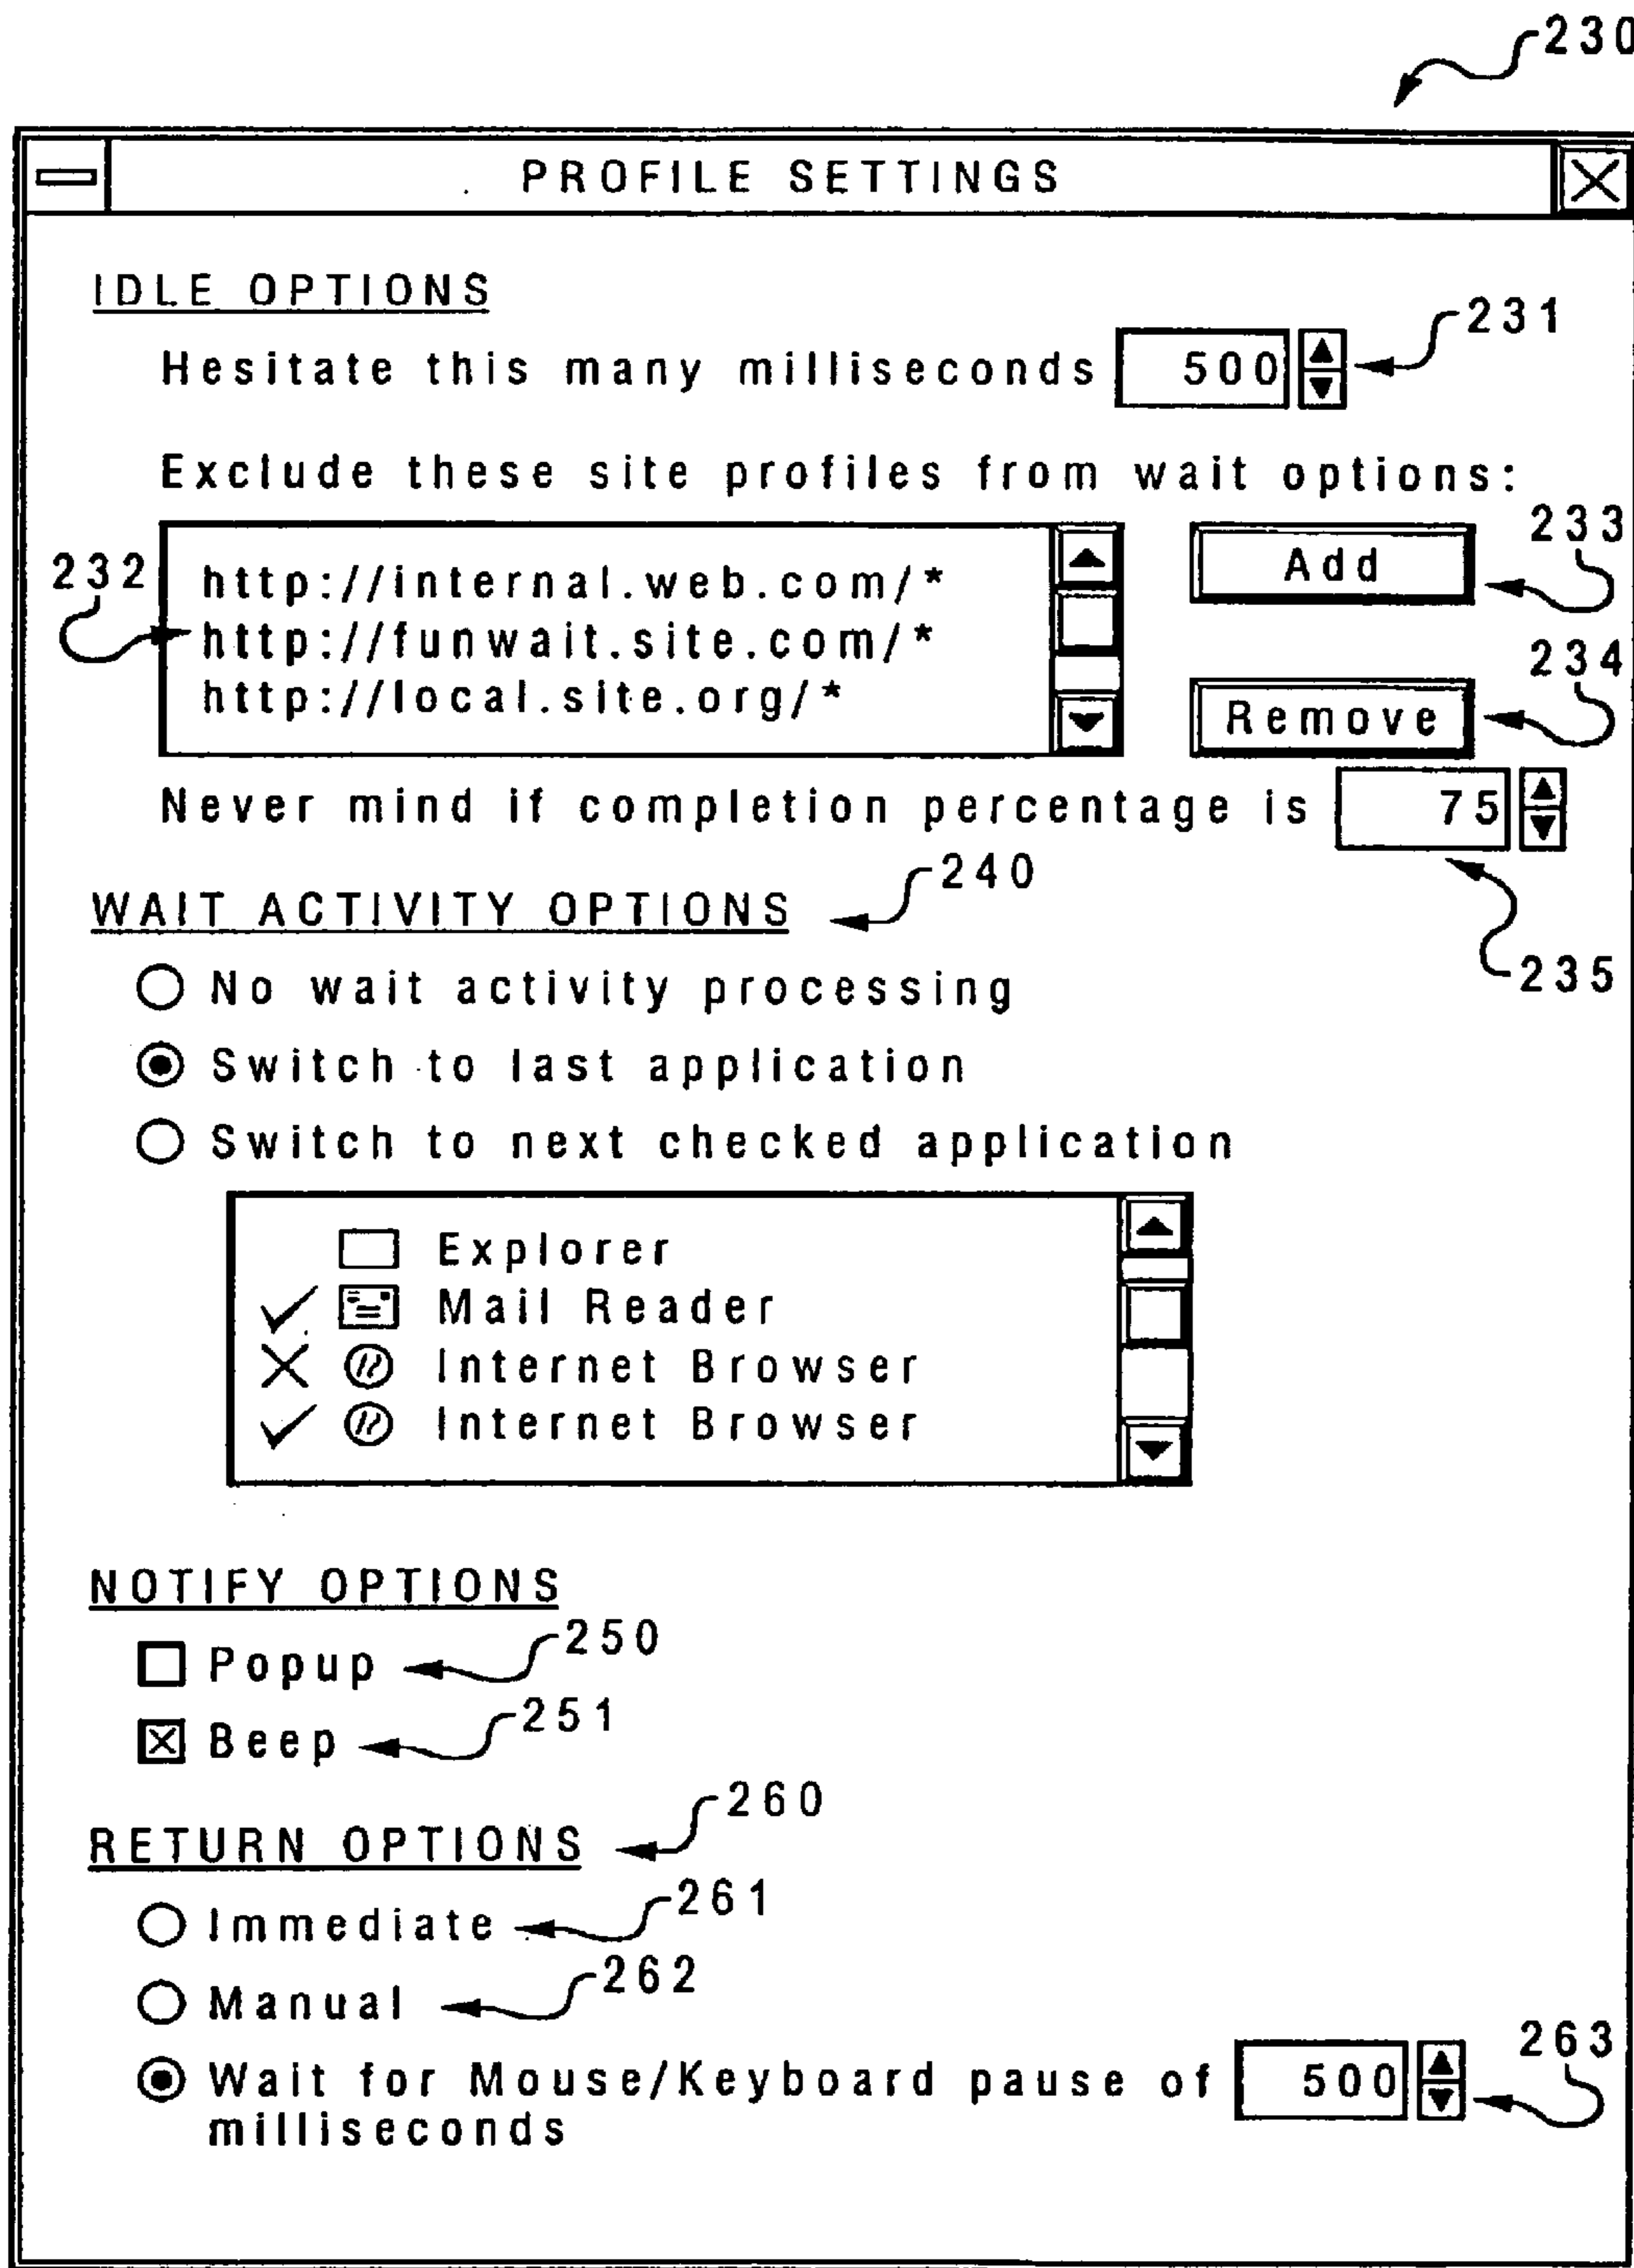 230
PROFILE SETTINGS
IDLE OPTIONS
231
Hesitate this many milliseconds 500
Exclude these site profiles from wait options:
232
http://internal.web.com/*
http://funwait.site.com/*
http://local.site.org/*
Add
233
Remove
234
Never mind if completion percentage is 75
235
WAIT ACTIVITY OPTIONS
240
No wait activity processing
Switch to last application
Switch to next checked application
Explorer
Mail Reader
Internet Browser
Internet Browser
NOTIFY OPTIONS
Popup 250
Beep 251
RETURN OPTIONS 260
Immediate 261
Manual 262
Wait for Mouse/Keyboard pause of 500
milliseconds
263